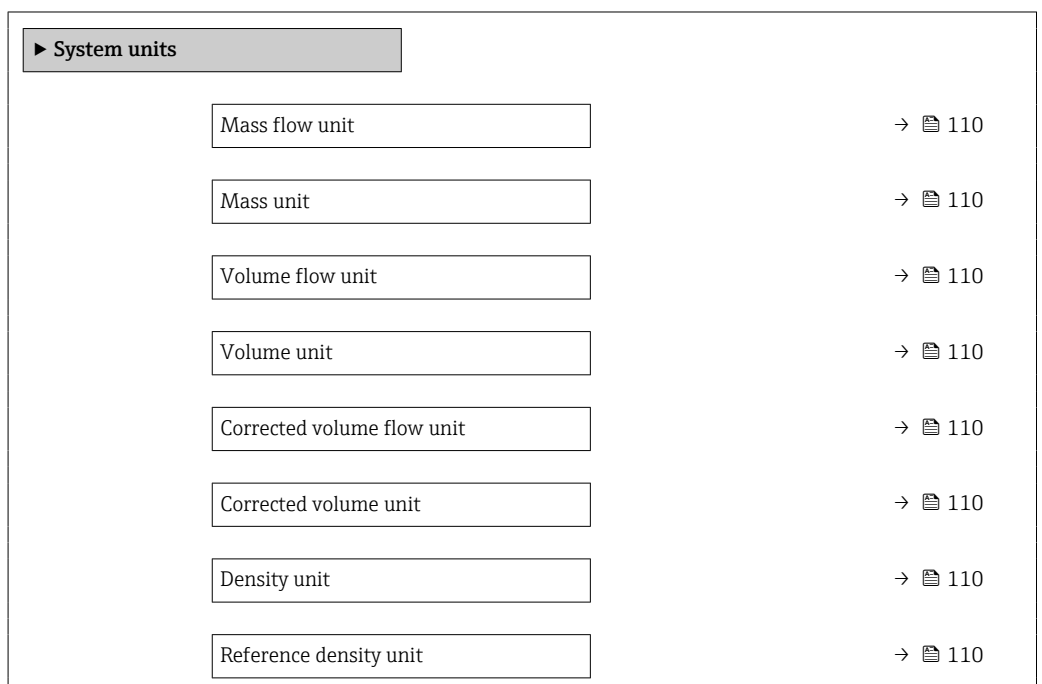 ▶ System units
Mass flow unit → 110
Mass unit → 110
Volume flow unit → 110
Volume unit → 110
Corrected volume flow unit → 110
Corrected volume unit → 110
Density unit → 110
Reference density unit → 110